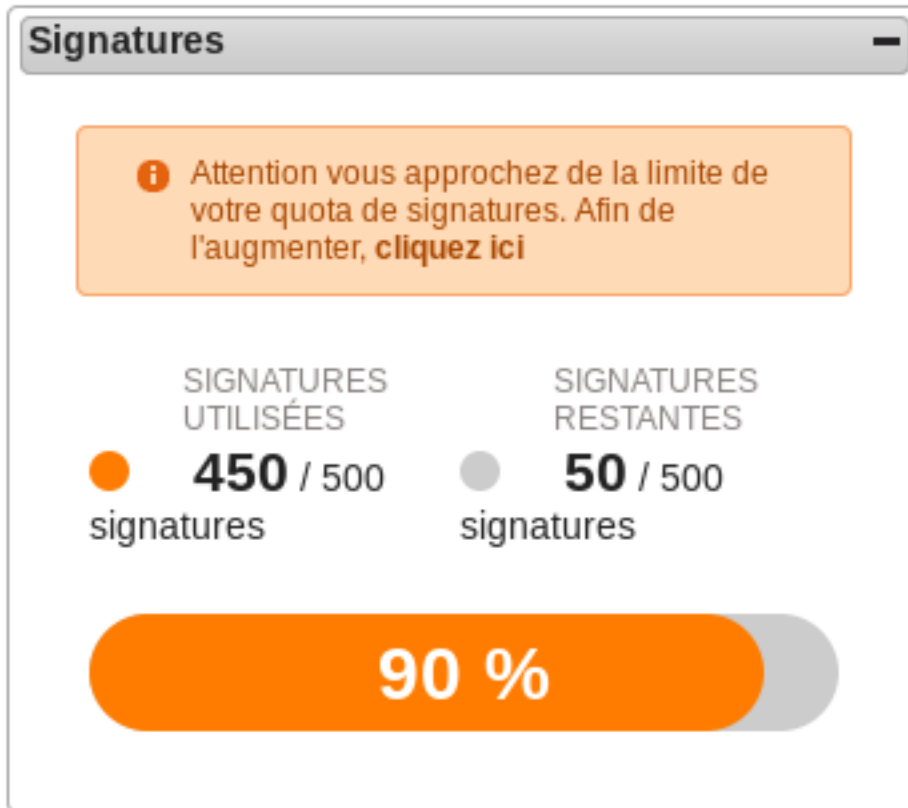 Signatures
Attention vous approchez de la limite de
votre quota de signatures. Afin de
l'augmenter, cliquez ici
SIGNATURES
UTILISÉES
450 / 500
signatures
SIGNATURES
RESTANTES
50 / 500
signatures
90 %